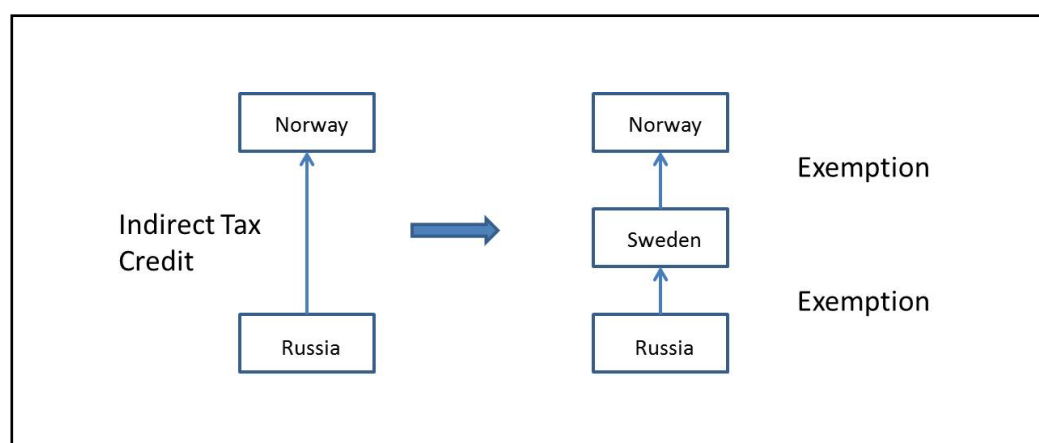 Norway
Indirect Tax
Credit
Russia
Norway
Exemption
Sweden
Exemption
Russia